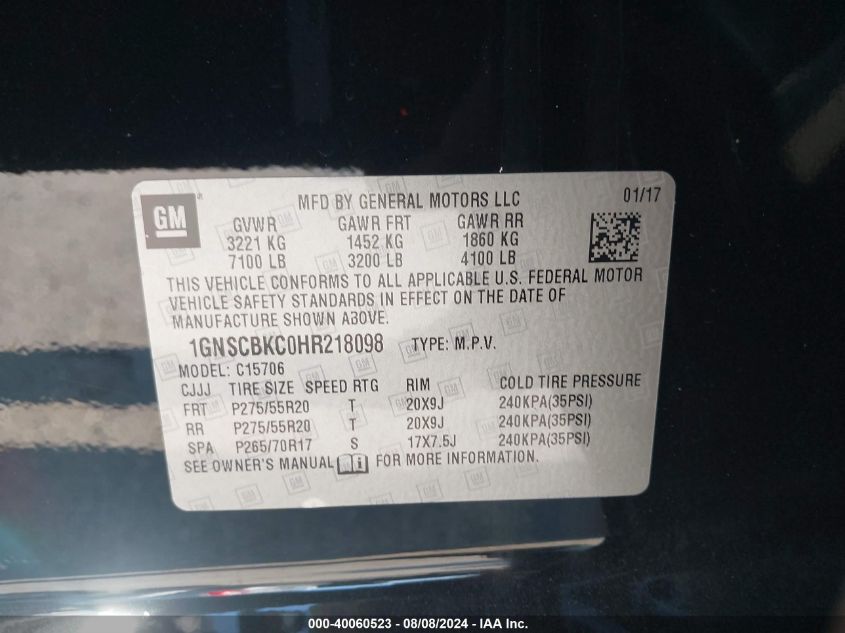 GM
MFD BY GENERAL MOTORS LLC 01/17
GVWR GAWR FRT GAWR RR
3221 KG 1452 KG 1860 KG
7100 LB 3200 LB 4100 LB
THIS VEHICLE CONFORMS TO ALL APPLICABLE U.S. FEDERAL MOTOR
VEHICLE SAFETY STANDARDS IN EFFECT ON THE DATE OF
MANUFACTURE SHOWN ABOVE.
1GNSCBKC0HR218098 TYPE: M.P.V.
MODEL: C15706
CJJJ TIRE SIZE SPEED RTG RIM COLD TIRE PRESSURE
FRT P275/55R20 T 20X9J 240KPA(35PSI)
RR P275/55R20 T 20X9J 240KPA(35PSI)
SPA P265/70R17 S 17X7.5J 240KPA(35PSI)
SEE OWNER'S MANUAL i FOR MORE INFORMATION.
000-40060523 - 08/08/2024 - IAA Inc.